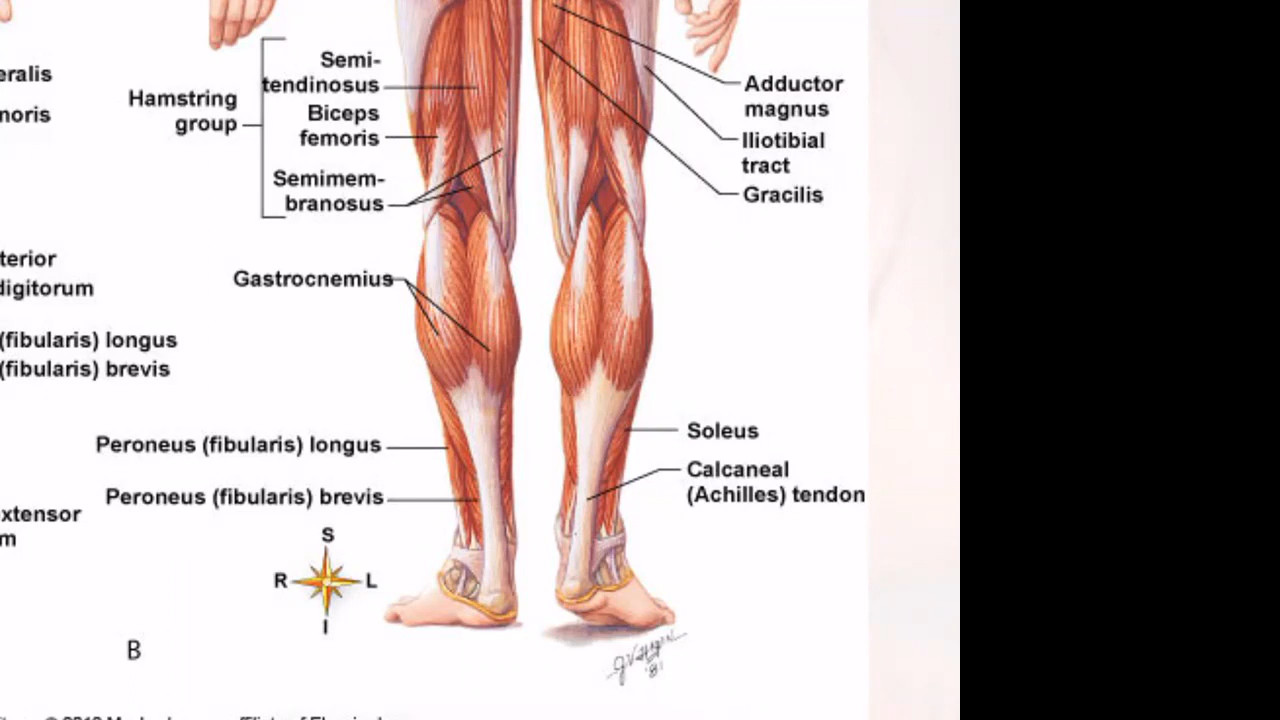 eralis
noris
Hamstring
group
Semi-
tendinosus
Biceps
femoris
Semimem-
branosus
Adductor
magnus
Iliotibial
tract
Gracilis
terior
digitorum
Gastrocnemius
(fibularis) longus
(fibularis) brevis
Peroneus (fibularis) longus
Peroneus (fibularis) brevis
Soleus
Calcaneal
(Achilles) tendon
xtensor
m
S
R
L
I
B